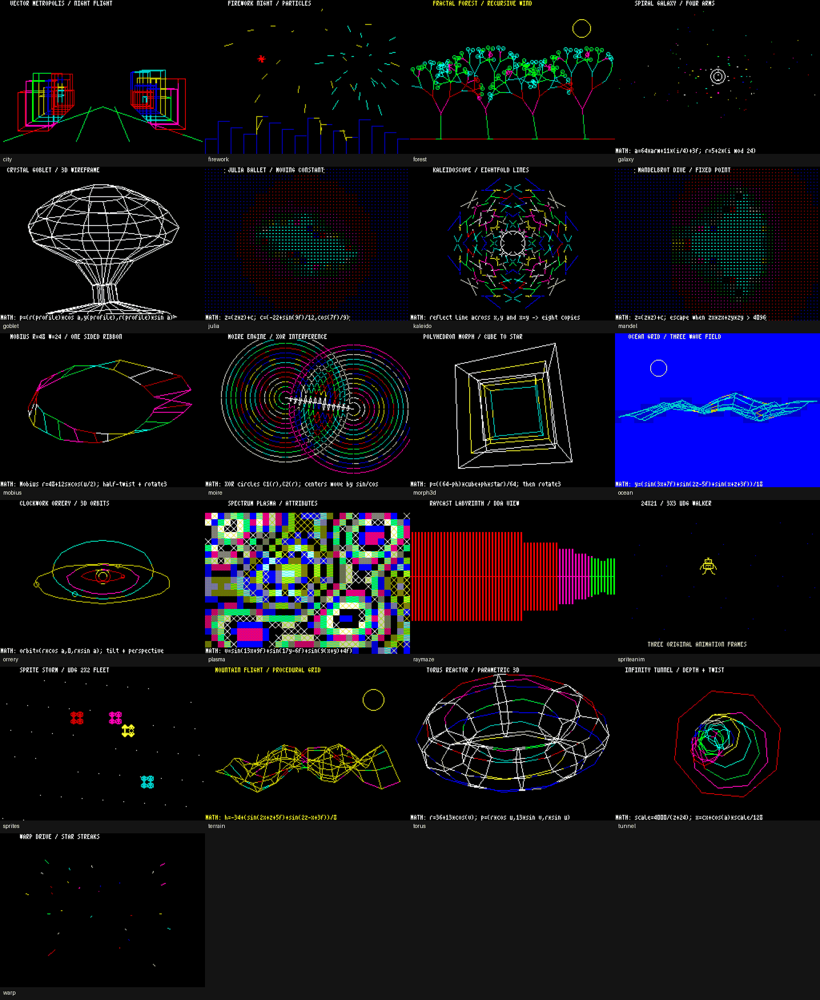 VECTOR METROPOLIS / NIGHT FLIGHT
FIREWORK NIGHT / PARTICLES
FRACTAL FOREST / RECURSIVE WIND
SPIRAL GALAXY / FOUR ARMS
MATH: a=64*arm+11*(i/4)+3f; r=5+2*(i mod 24)
city
firework
forest
galaxy
CRYSTAL GOBLET / 3D WIREFRAME
JULIA BALLET / MOVING CONSTANT
KALEIDOSCOPE / EIGHTFOLD LINES
MANDELBROT DIVE / FIXED POINT
MATH: p=(r(profile)*cos a,y(profile),r(profile)*sin a)
MATH: z=(z*z)+c; c=(-22+sin(9f)/12,cos(7f)/9)
MATH: reflect line across x,y and x=y -> eight copies
MATH: z=(z*z)+c; escape when zx*zx+zy*zy > 4096
goblet
julia
kaleido
mandel
MOBIUS R=48 W=24 / ONE SIDED RIBBON
MOIRE ENGINE / XOR INTERFERENCE
POLYHEDRON MORPH / CUBE TO STAR
OCEAN GRID / THREE WAVE FIELD
MATH: Mobius r=48+12s*cos(u/2); half-twist + rotate3
MATH: XOR circles C1(r),C2(r); centers move by sin/cos
MATH: p=((64-ph)*cube+ph*star)/64; then rotate3
MATH: y=(sin(3x+7f)+sin(2z-5f)+sin(x+z+3f))/18
mobius
moire
morph3d
ocean
CLOCKWORK ORRERY / 3D ORBITS
SPECTRUM PLASMA / ATTRIBUTES
RAYCAST LABYRINTH / DDA VIEW
24X21 / 3X3 UDG WALKER
THREE ORIGINAL ANIMATION FRAMES
MATH: orbit=(r*cos a,0,r*sin a); tilt + perspective
MATH: v=sin(13x+9f)+sin(17y-6f)+sin(9(x+y)+4f)
orrery
plasma
raymaze
spriteanim
SPRITE STORM / UDG 2X2 FLEET
MOUNTAIN FLIGHT / PROCEDURAL GRID
TORUS REACTOR / PARAMETRIC 3D
INFINITY TUNNEL / DEPTH + TWIST
MATH: h=-34+(sin(2x+z+5f)+sin(2z-x+3f))/8
MATH: r=36+13*cos(v); p=(r*cos u,13*sin v,r*sin u)
MATH: scale=4000/(z+24); x=cx+cos(a)*scale/128
sprites
terrain
torus
tunnel
WARP DRIVE / STAR STREAKS
warp